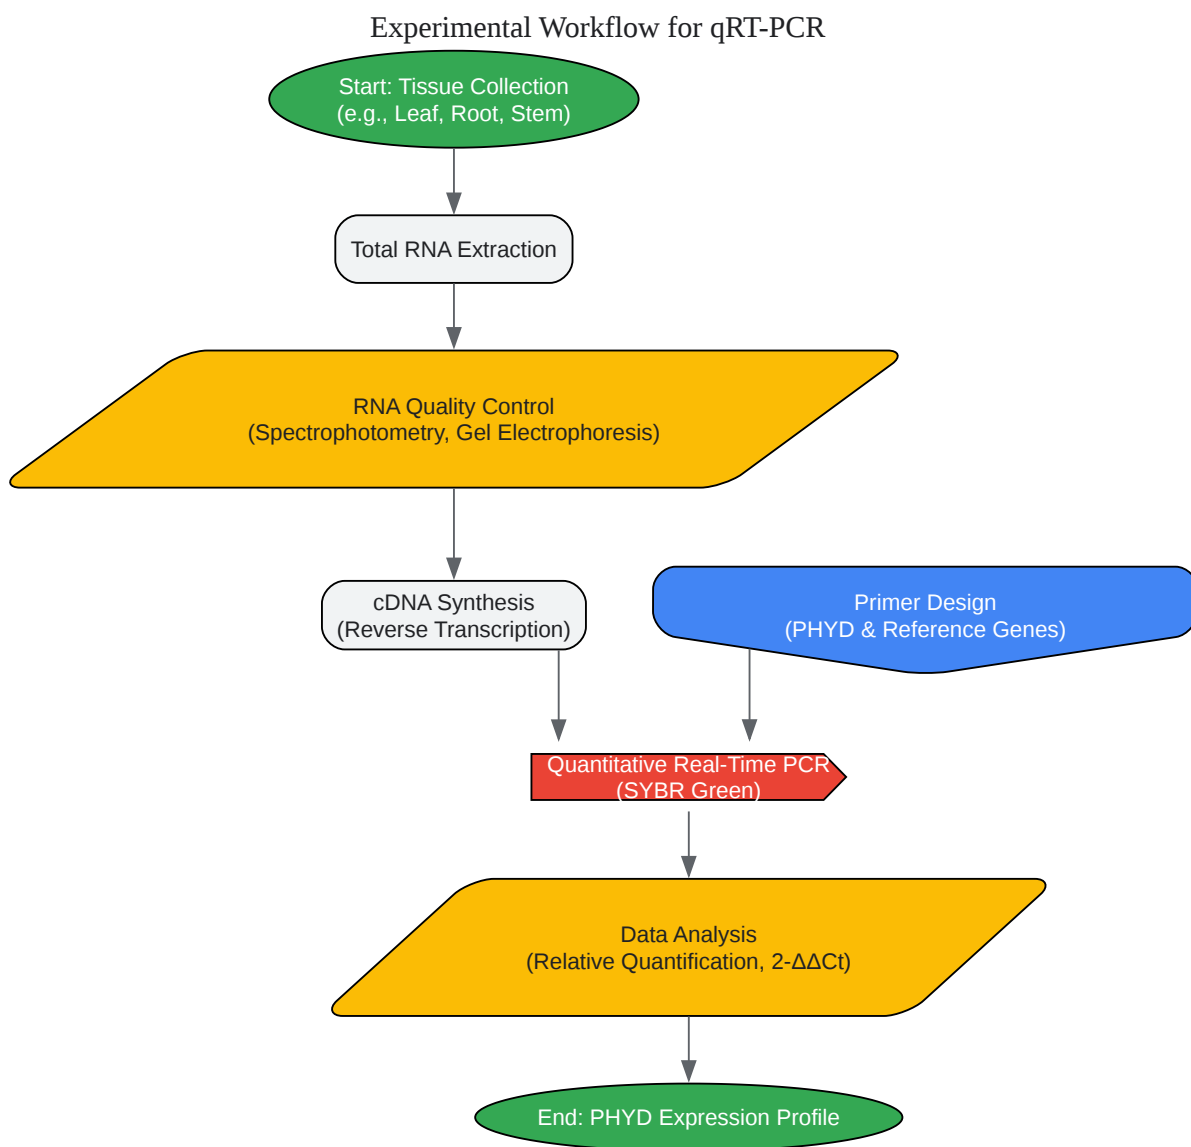 Experimental Workflow for qRT-PCR
Start: Tissue Collection
(e.g., Leaf, Root, Stem)
Total RNA Extraction
RNA Quality Control
(Spectrophotometry, Gel Electrophoresis)
cDNA Synthesis
(Reverse Transcription)
Primer Design
(PHYD & Reference Genes)
Quantitative Real-Time PCR
(SYBR Green)
Data Analysis
(Relative Quantification, 2-ΔΔCt)
End: PHYD Expression Profile